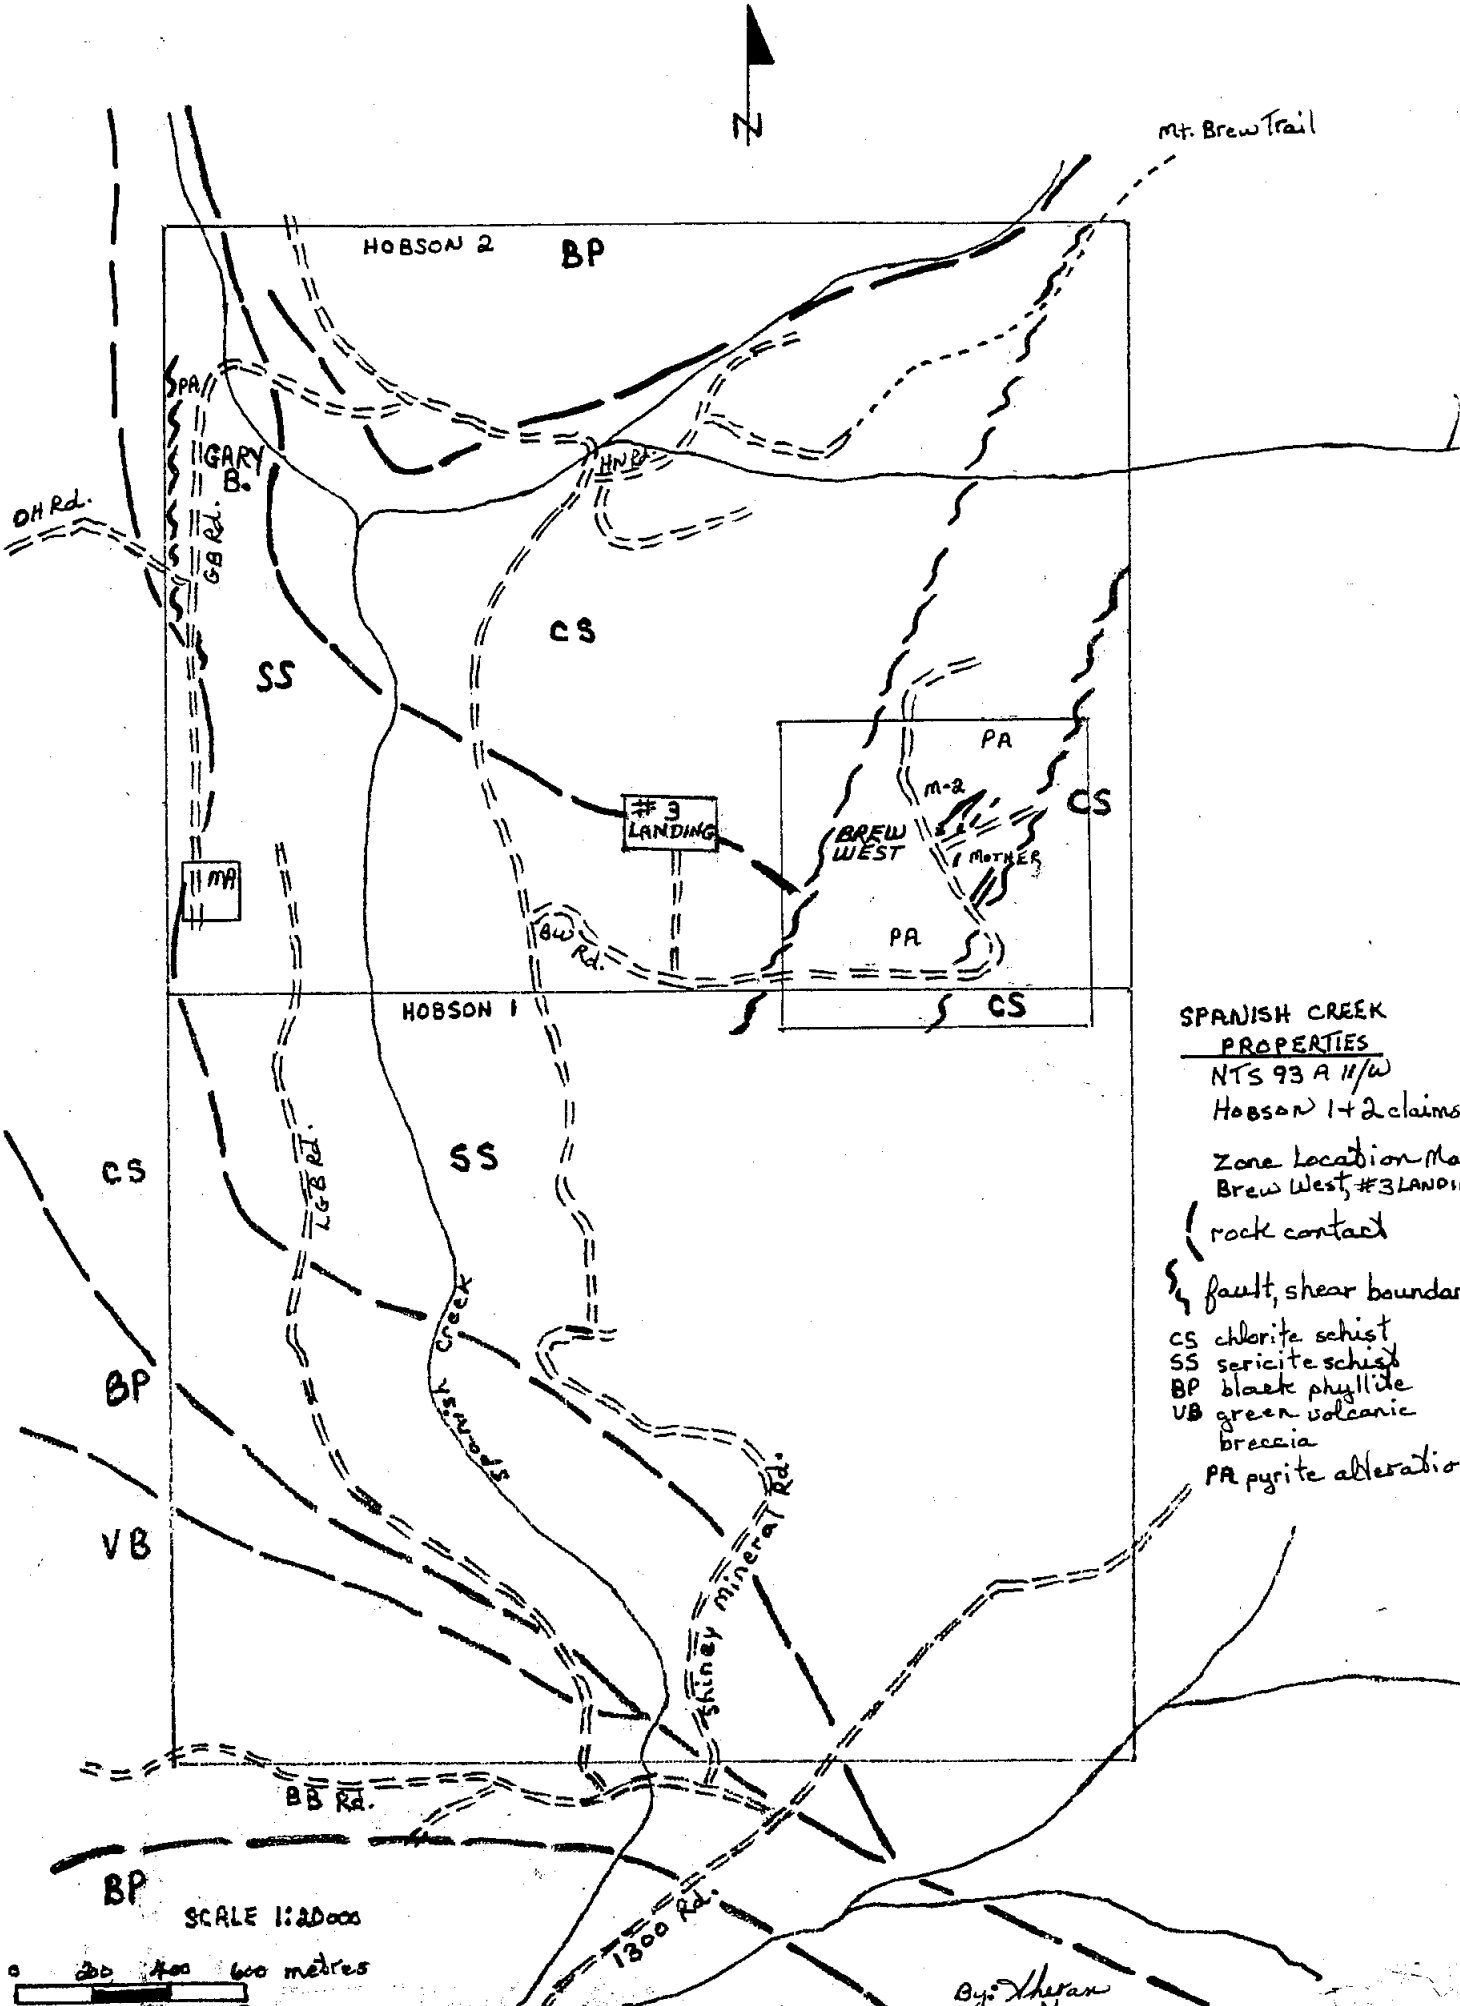 N
Mt. Brew Trail
HOBSON 2
BP
PA
GARY
B.
OH Rd.
GB Rd.
HN Rd.
CS
SS
PA
M-2
CS
# 3
LANDING
BREW
WEST
MOTHER
MA
BW
Rd.
PA
HOBSON 1
CS
SPANISH CREEK
PROPERTIES
NTS 93 A 11/W
HOBSON 1+2 claims
Zone Location
Brew West, #3
rock contact
fault, shear
CS chlorite schist
SS sericite schist
BP black phyllite
VB green volcanic
breccia
PA pyrite
CS
SS
LGB Rd.
Spanish Creek
BP
VB
Shiney Mineral Rd.
BB Rd.
BP
1300 Rd.
SCALE 1:20000
0 200 400 600 metres
By: